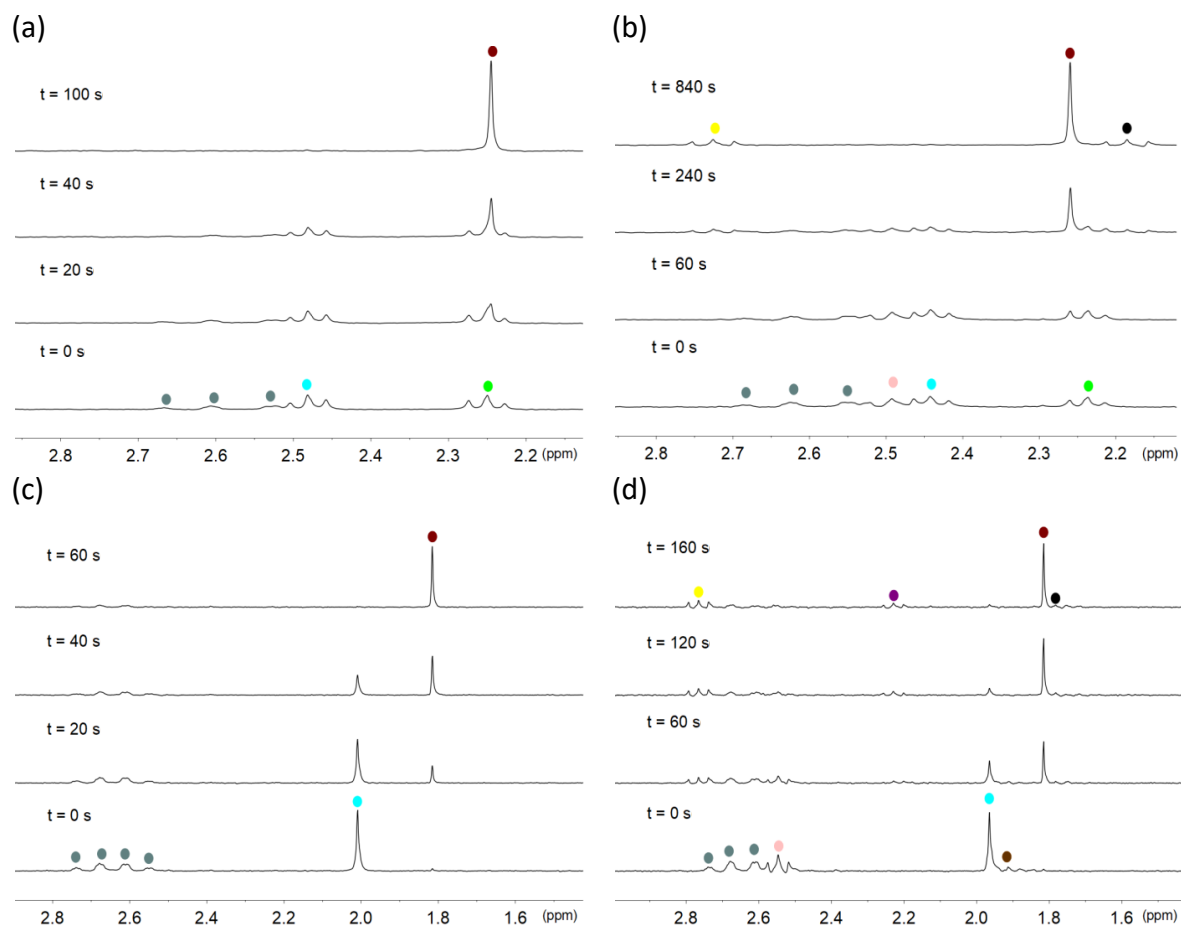 (a)
t = 100 s
t = 40 s
t = 20 s
t = 0 s
2.8 2.7 2.6 2.5 2.4 2.3 2.2 (ppm)
(b)
t = 840 s
t = 240 s
t = 60 s
t = 0 s
2.8 2.7 2.6 2.5 2.4 2.3 2.2 (ppm)
(c)
t = 60 s
t = 40 s
t = 20 s
t = 0 s
2.8 2.6 2.4 2.2 2.0 1.8 1.6 (ppm)
(d)
t = 160 s
t = 120 s
t = 60 s
t = 0 s
2.8 2.6 2.4 2.2 2.0 1.8 1.6 (ppm)